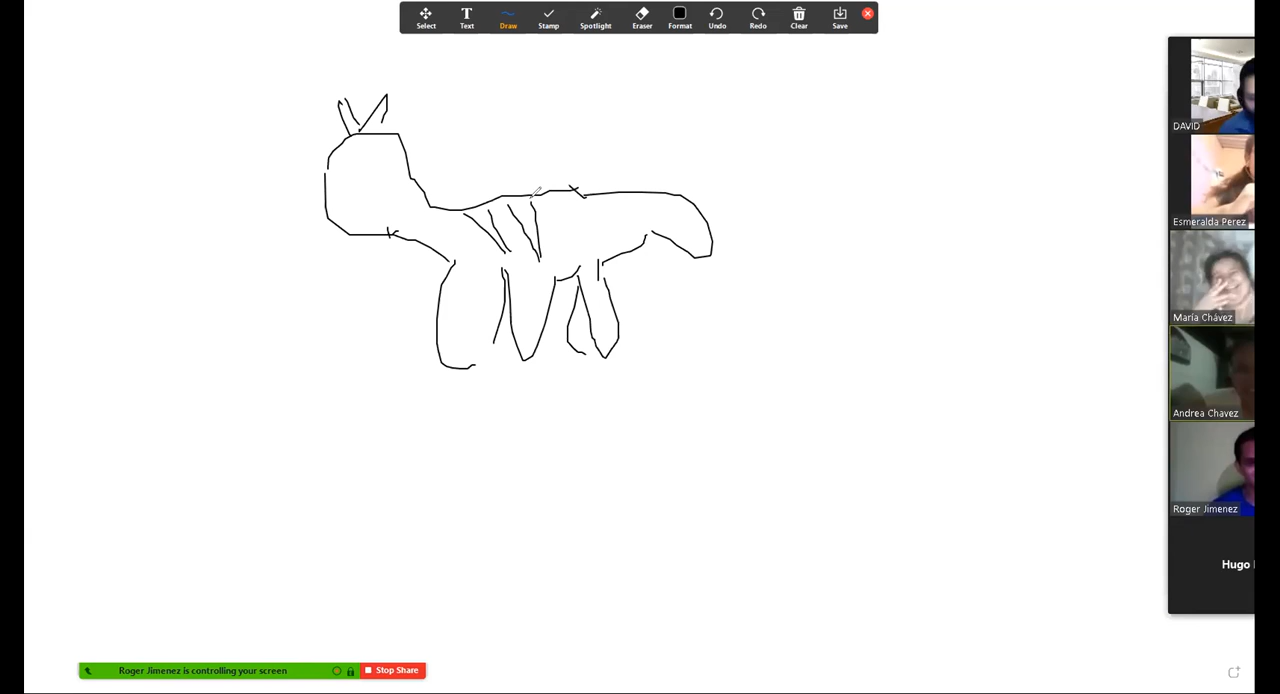 Select Text Draw Stamp Spotlight Eraser Format Undo Redo Clear Save
DAVID
Esmeralda Perez
María Chávez
Andrea Chavez
Roger Jimenez
Hugo
Roger Jimenez is controlling your screen Stop Share